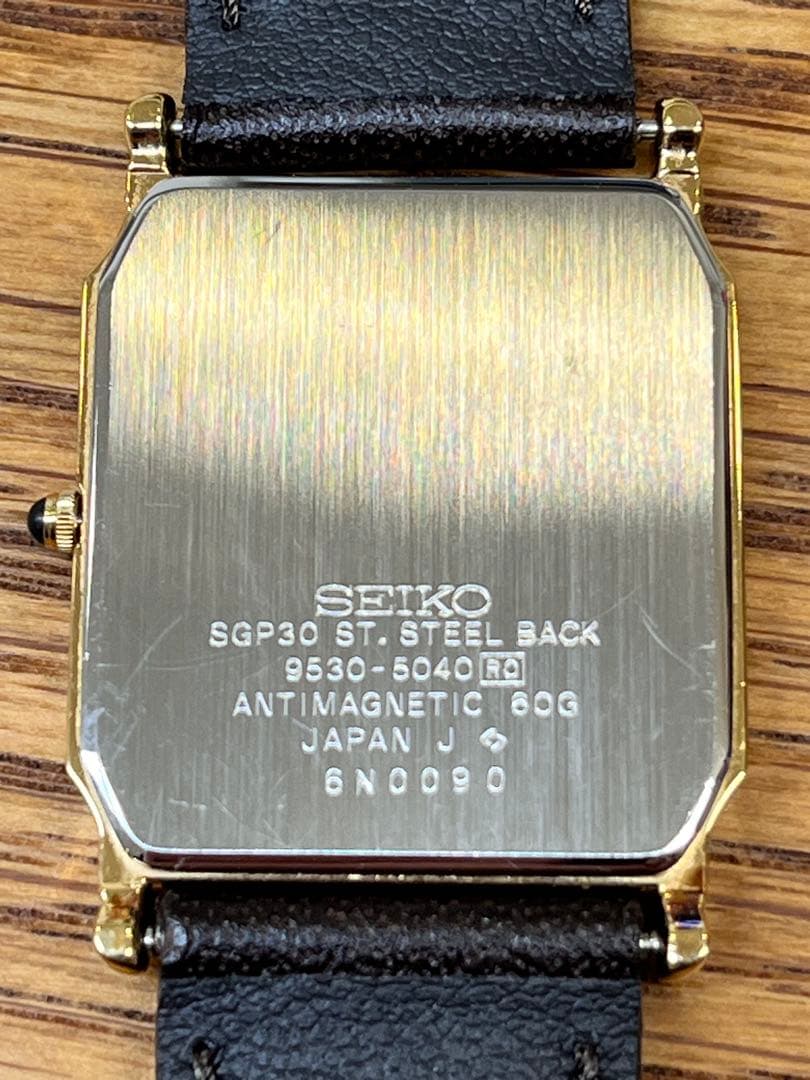 SEIKO
SGP30 ST. STEEL BACK
9530-5040 RO
ANTIMAGNETIC 60G
JAPAN J
6N0090